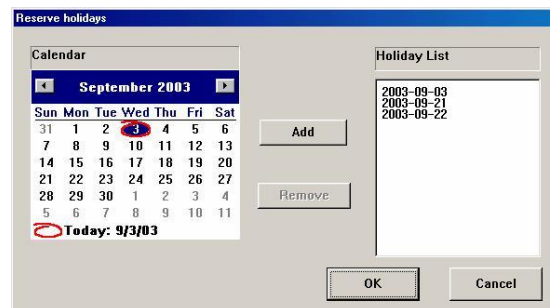 Reserve holidays
Calendar
September 2003
Sun Mon Tue Wed Thu Fri Sat
31 1 2 3 4 5 6
7 8 9 10 11 12 13
14 15 16 17 18 19 20
21 22 23 24 25 26 27
28 29 30 1 2 3 4
5 6 7 8 9 10 11
Today: 9/3/03
Add
Remove
Holiday List
2003-09-03
2003-09-21
2003-09-22
OK
Cancel